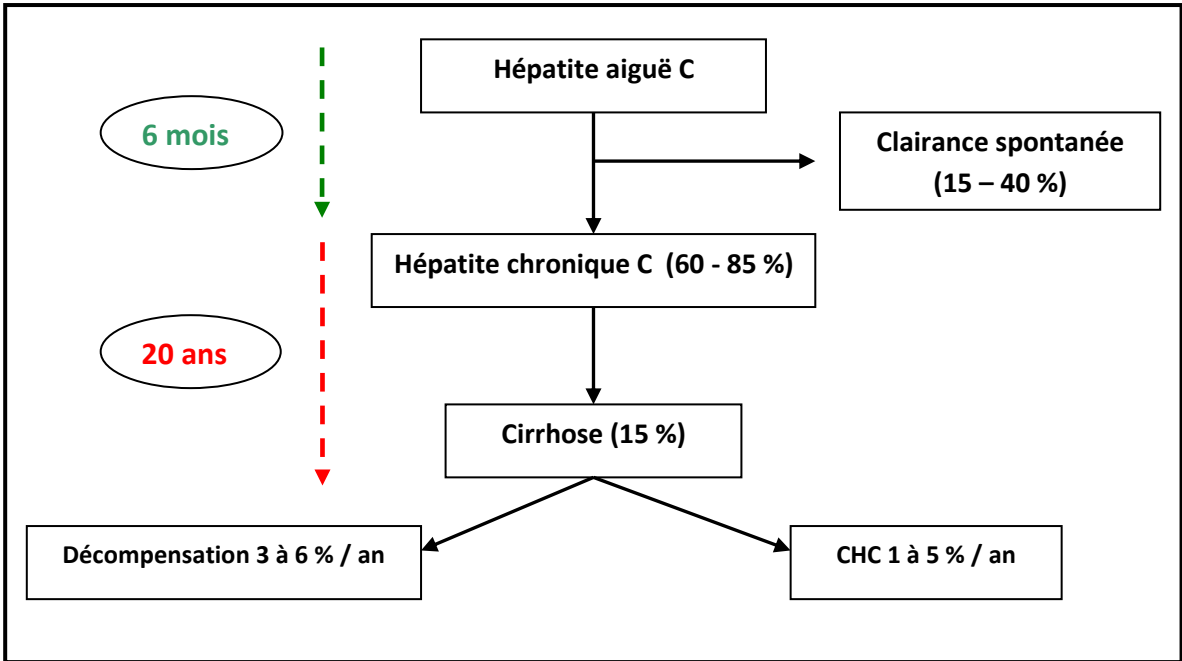 Hépatite aiguë C
6 mois
Clairance spontanée
(15 – 40 %)
Hépatite chronique C (60 - 85 %)
20 ans
Cirrhose (15 %)
Décompensation 3 à 6 % / an
CHC 1 à 5 % / an